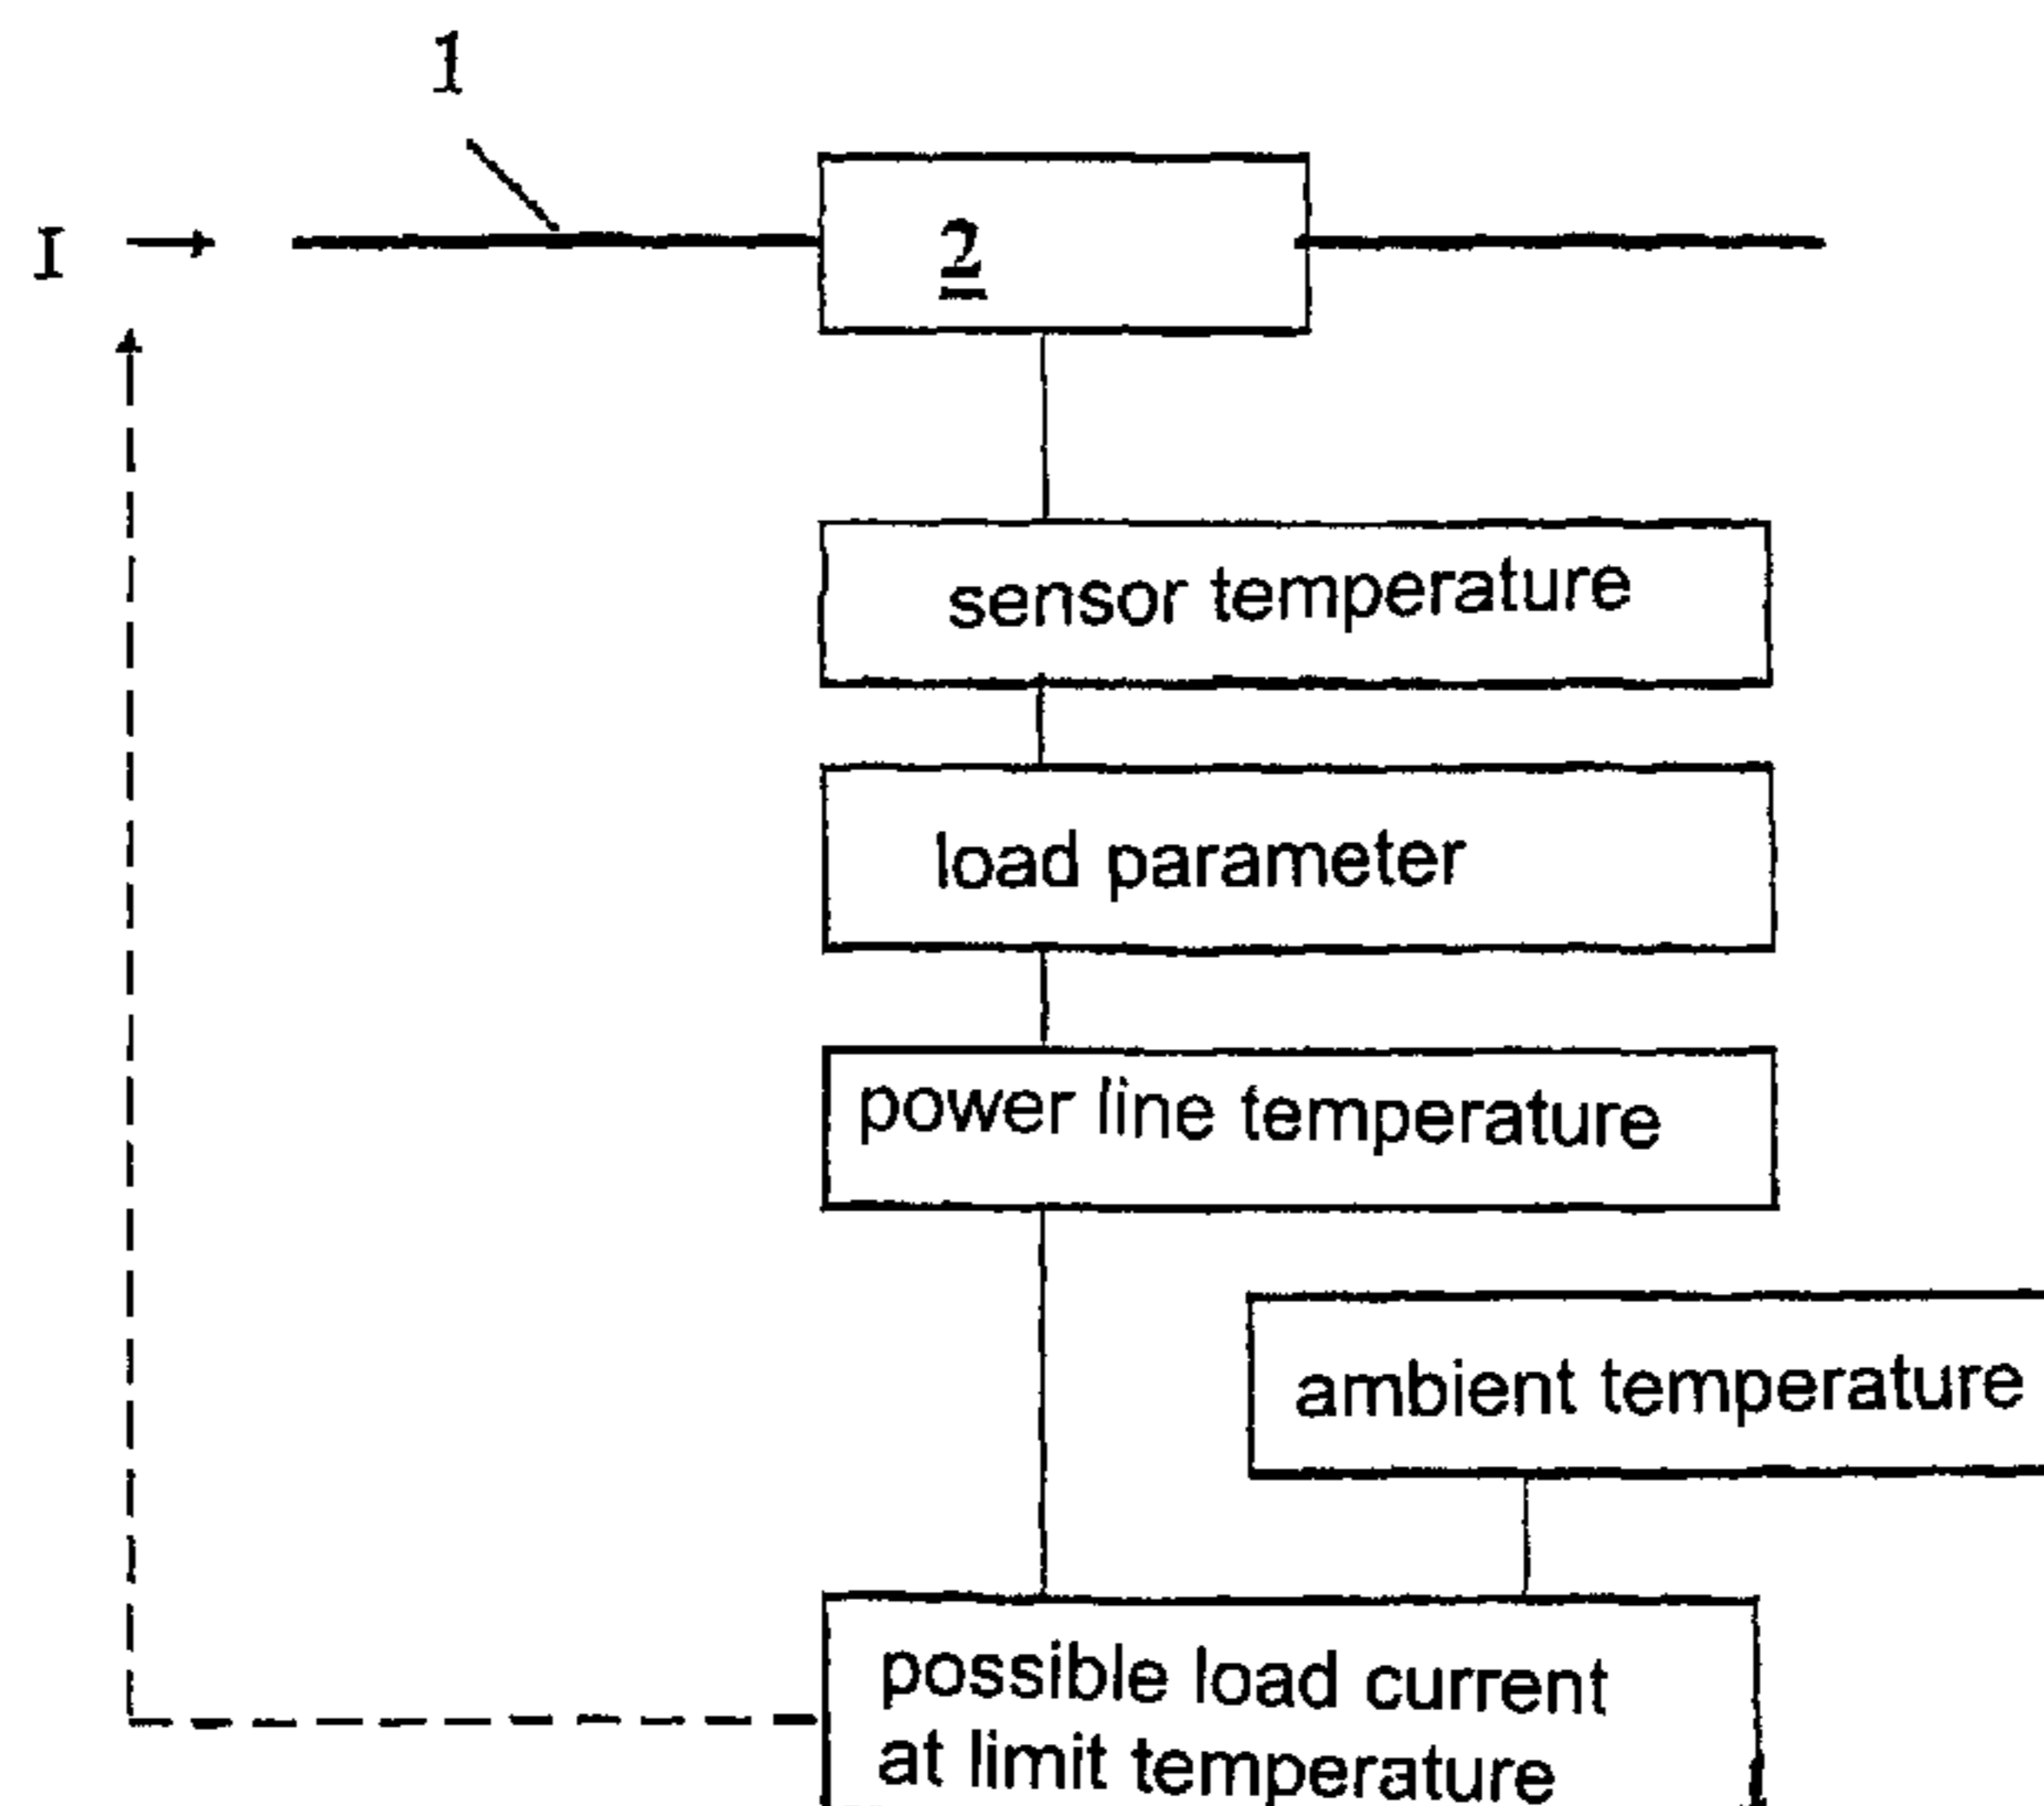 1
I
2
sensor temperature
load parameter
power line temperature
ambient temperature
possible load current
at limit temperature